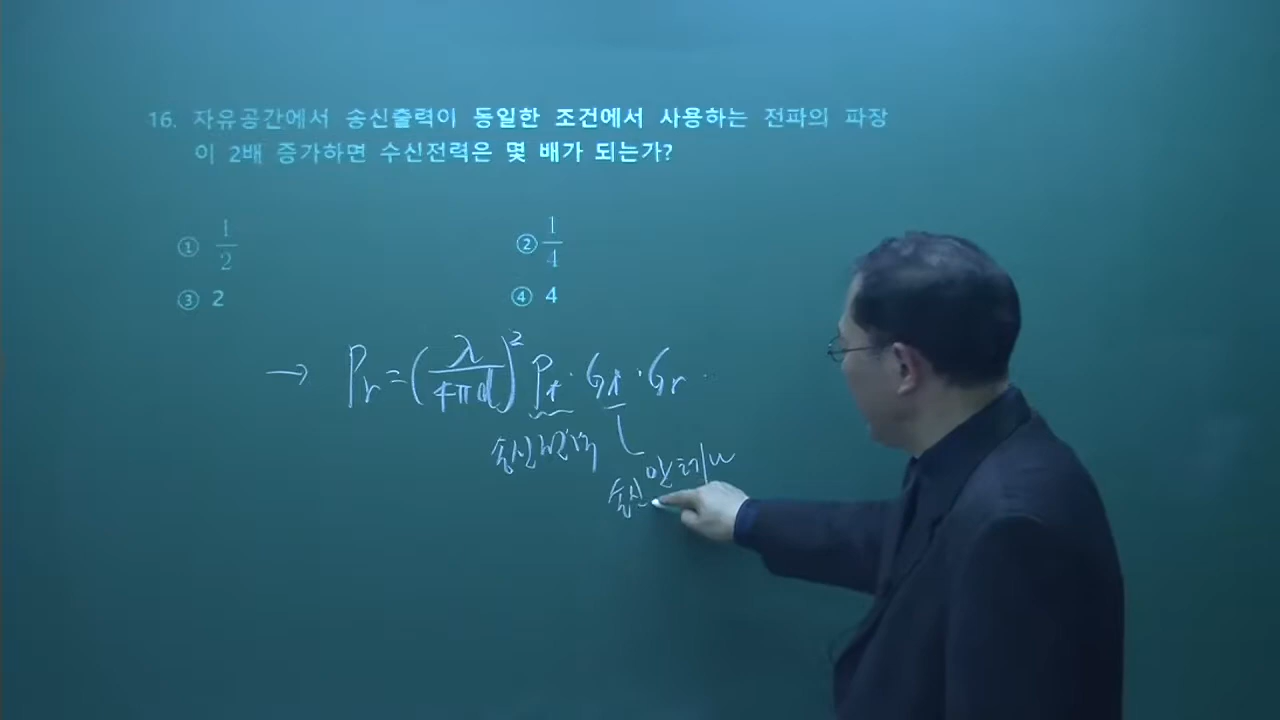 16. 자유공간에서 송신출력이 동일한 조건에서 사용하는 전파의 파장
이 2배 증가하면 수신전력은 몇 배가 되는가?
① 1/2 ② 1/4
③ 2 ④ 4
→ Pr=(λ/4πd)² Pt · Gt · Gr ..
송신전력
안테나
송신